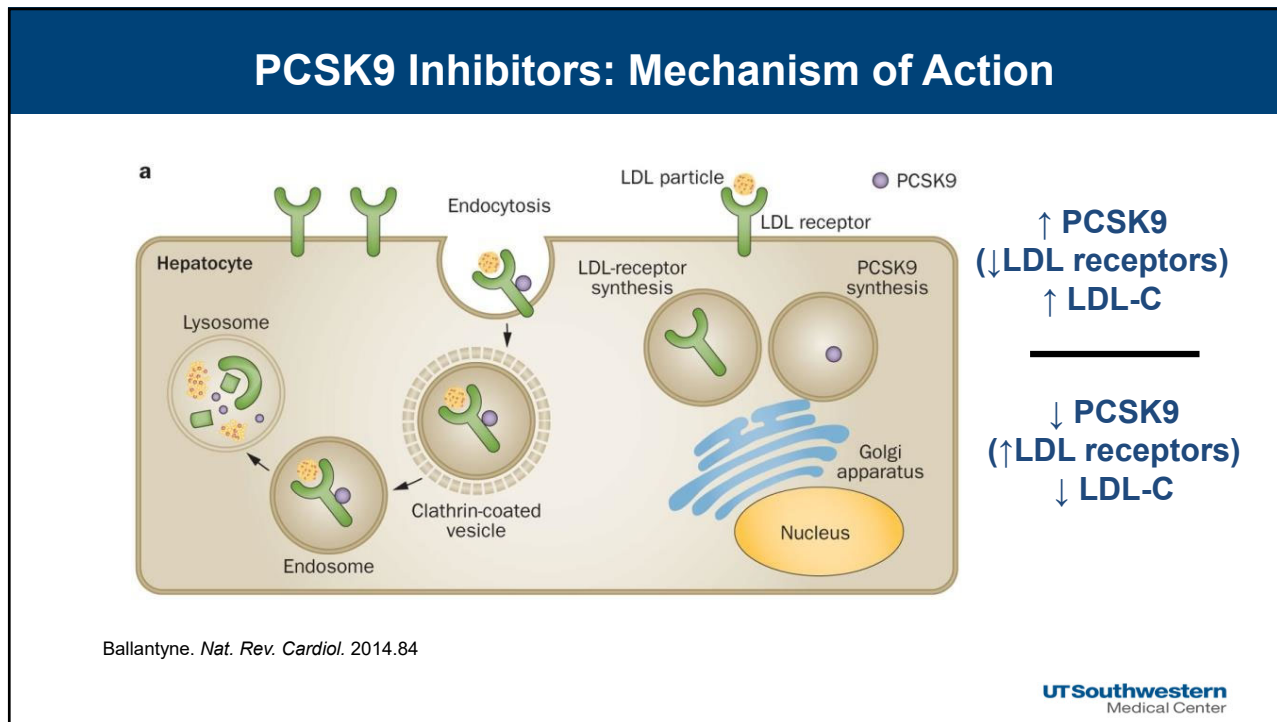 PCSK9 Inhibitors: Mechanism of Action
a
LDL particle
PCSK9
Endocytosis
LDL receptor
Hepatocyte
LDL-receptor
synthesis
PCSK9
synthesis
Lysosome
Golgi
apparatus
Clathrin-coated
vesicle
Nucleus
Endosome
↑ PCSK9
(↓LDL receptors)
↑ LDL-C
↓ PCSK9
(↑LDL receptors)
↓ LDL-C
Ballantyne. Nat. Rev. Cardiol. 2014.84
UTSouthwestern
Medical Center